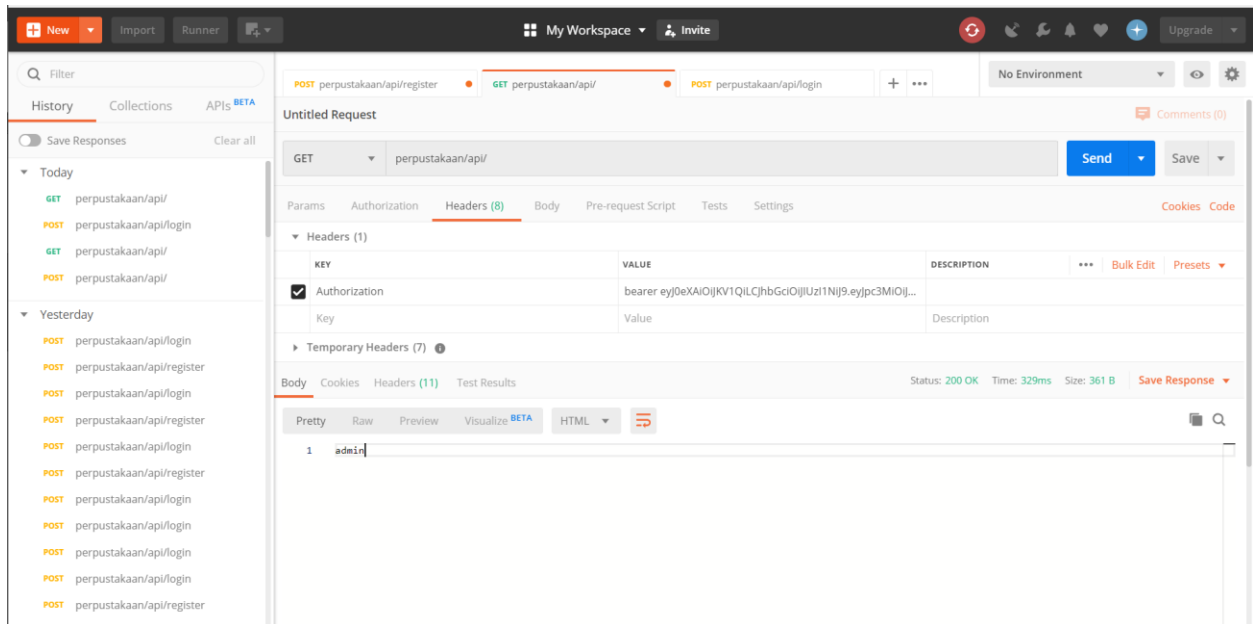 New Import Runner My Workspace Invite Upgrade
Filter
History Collections APIs BETA
Save Responses Clear all
Today
GET perpustakaan/api/
POST perpustakaan/api/login
GET perpustakaan/api/
POST perpustakaan/api/
Yesterday
POST perpustakaan/api/login
POST perpustakaan/api/register
POST perpustakaan/api/login
POST perpustakaan/api/register
POST perpustakaan/api/login
POST perpustakaan/api/register
POST perpustakaan/api/login
POST perpustakaan/api/login
POST perpustakaan/api/login
POST perpustakaan/api/login
POST perpustakaan/api/register
POST perpustakaan/api/register GET perpustakaan/api/ POST perpustakaan/api/login No Environment
Untitled Request Comments (0)
GET perpustakaan/api/ Send Save
Params Authorization Headers (8) Body Pre-request Script Tests Settings Cookies Code
Headers (1)
KEY VALUE DESCRIPTION Bulk Edit Presets
Authorization bearer eyJ0eXAiOiJKV1QiLCJhbGciOiJIUzI1NiJ9.eyJpc3MiOiJ...
Key Value Description
Temporary Headers (7)
Body Cookies Headers (11) Test Results Status: 200 OK Time: 329ms Size: 361 B Save Response
Pretty Raw Preview Visualize BETA HTML
1 admin